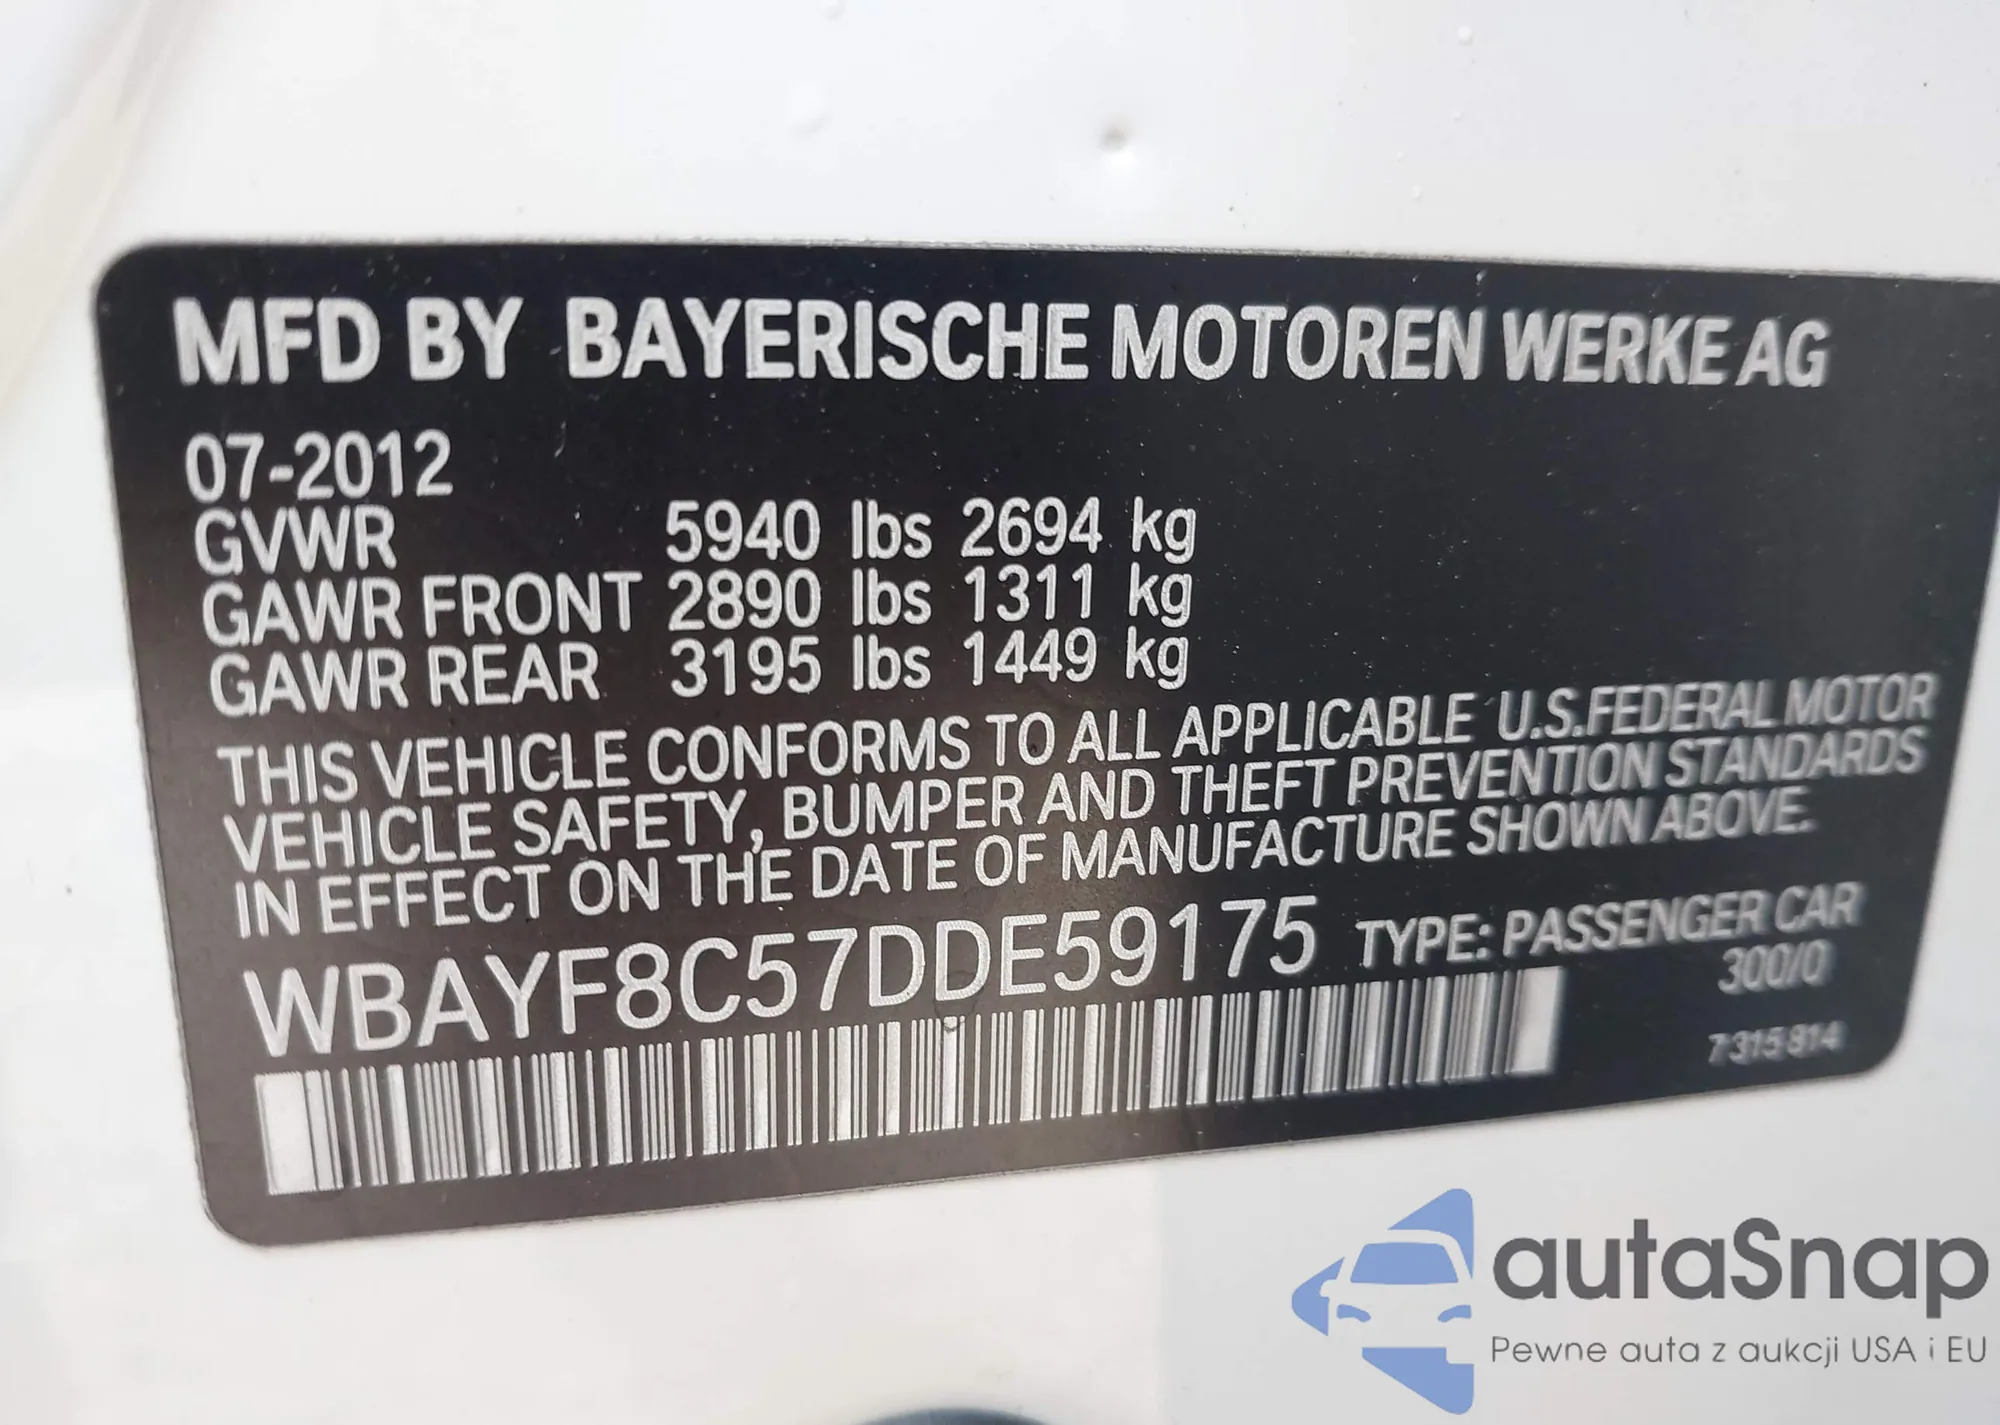 MFD BY BAYERISCHE MOTOREN WERKE AG
07-2012
GVWR 5940 lbs 2694 kg
GAWR FRONT 2890 lbs 1311 kg
GAWR REAR 3195 lbs 1449 kg
THIS VEHICLE CONFORMS TO ALL APPLICABLE U.S.FEDERAL MOTOR
VEHICLE SAFETY, BUMPER AND THEFT PREVENTION STANDARDS
IN EFFECT ON THE DATE OF MANUFACTURE SHOWN ABOVE.
WBAYF8C57DDE59175 TYPE: PASSENGER CAR
300/0
7 315 814
autaSnap
Pewne auta z aukcji USA i EU